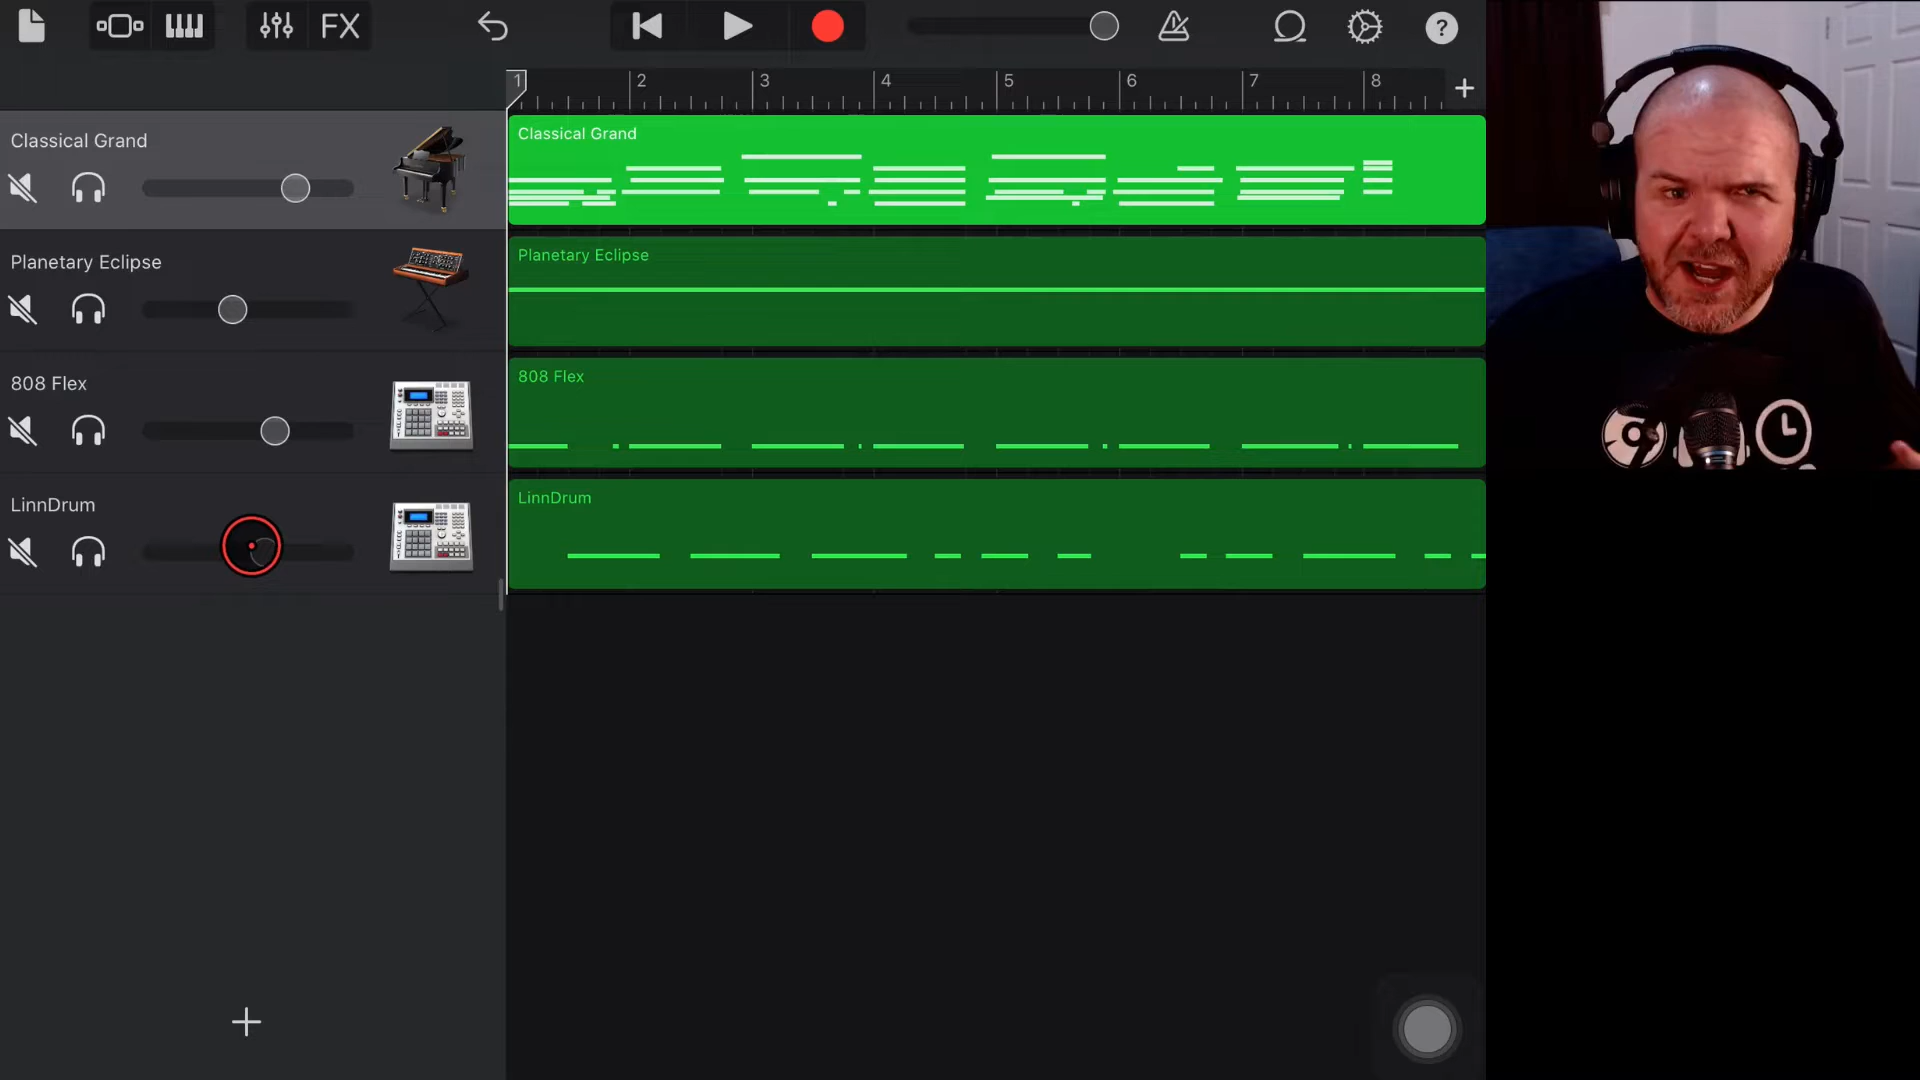 FX
?
1 2 3 4 5 6 7 8
Classical Grand
Classical Grand
Planetary Eclipse
Planetary Eclipse
808 Flex
808 Flex
LinnDrum
LinnDrum